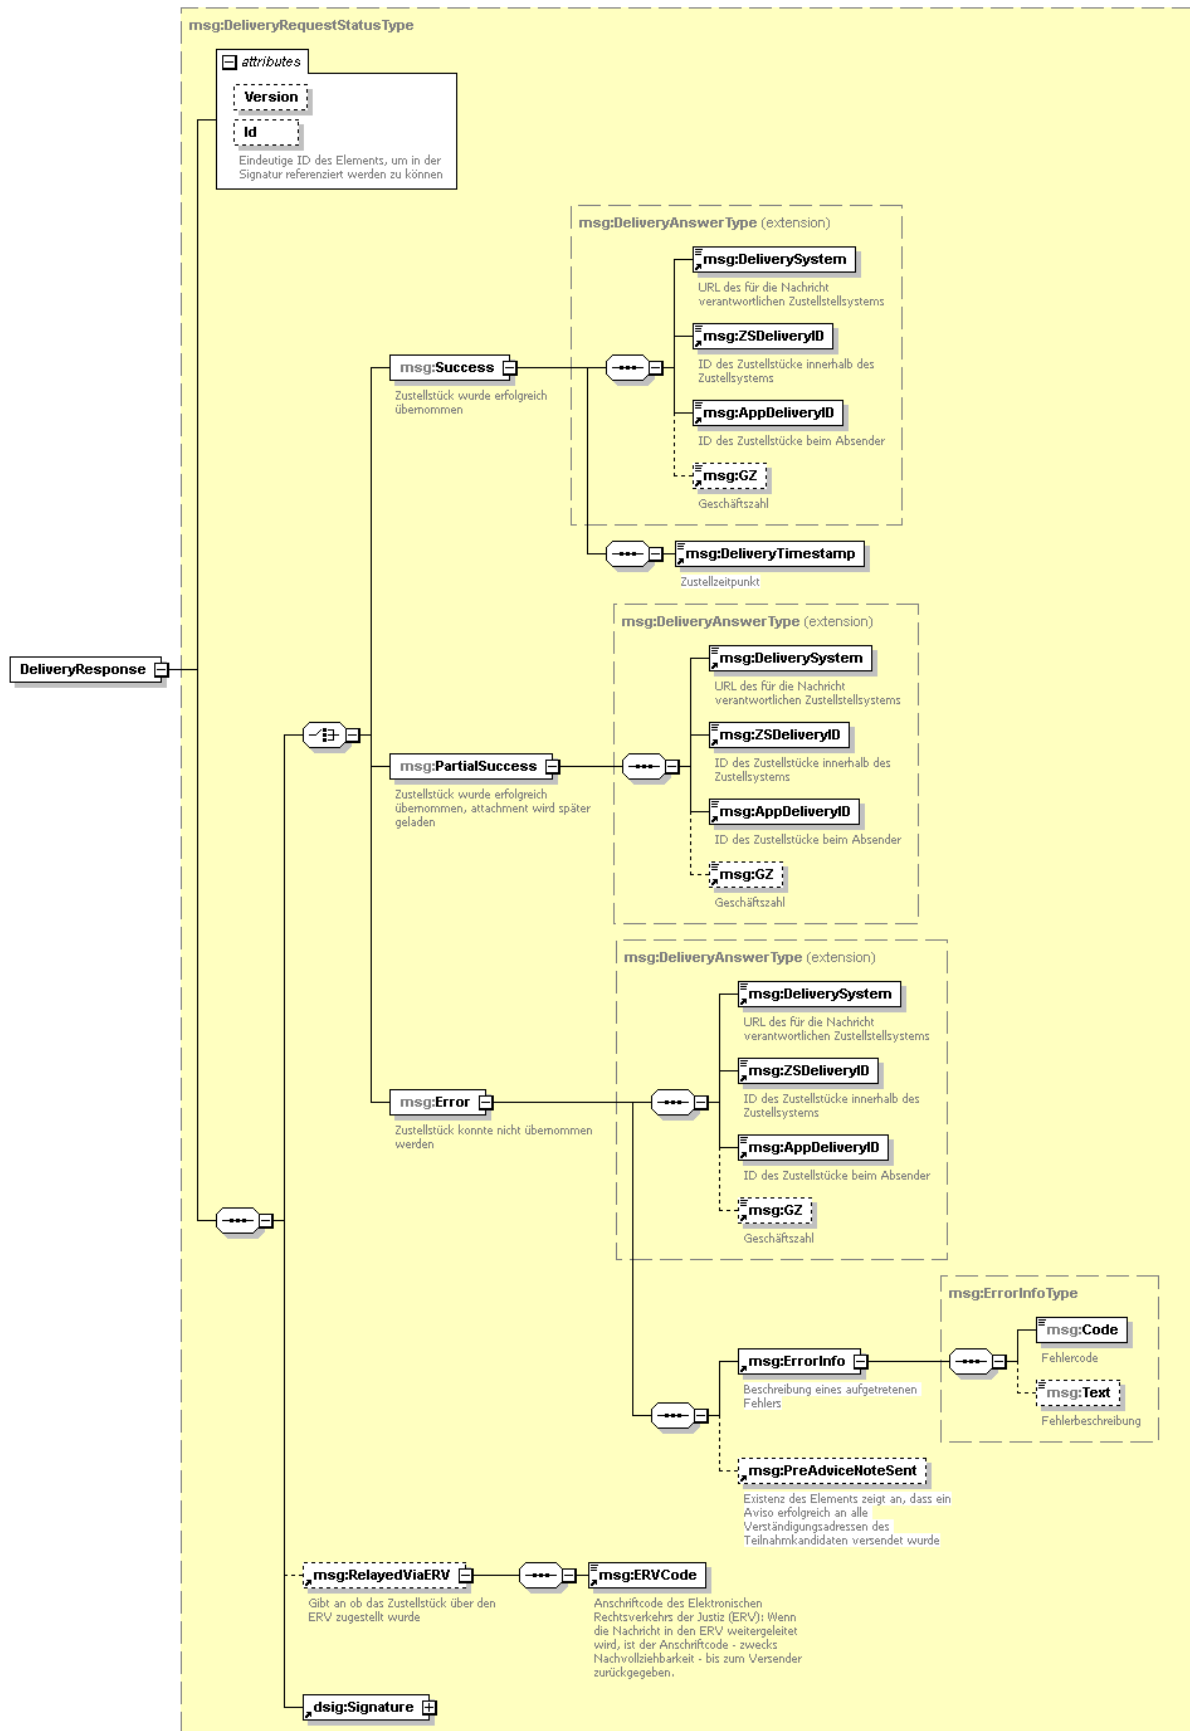 msg:DeliveryRequestStatusType
attributes
Version
Id
Eindeutige ID des Elements, um in der
Signatur referenziert werden zu können
msg:DeliveryAnswerType (extension)
msg:DeliverySystem
URL des für die Nachricht
verantwortlichen Zustellstellsystems
msg:ZSDeliveryID
ID des Zustellstücke innerhalb des
Zustellsystems
msg:Success
Zustellstück wurde erfolgreich
übernommen
msg:AppDeliveryID
ID des Zustellstücke beim Absender
msg:GZ
Geschäftszahl
msg:DeliveryTimestamp
Zustellzeitpunkt
msg:DeliveryAnswerType (extension)
DeliveryResponse
msg:DeliverySystem
URL des für die Nachricht
verantwortlichen Zustellstellsystems
msg:ZSDeliveryID
ID des Zustellstücke innerhalb des
Zustellsystems
msg:PartialSuccess
Zustellstück wurde erfolgreich
übernommen, attachment wird später
geladen
msg:AppDeliveryID
ID des Zustellstücke beim Absender
msg:GZ
Geschäftszahl
msg:DeliveryAnswerType (extension)
msg:DeliverySystem
URL des für die Nachricht
verantwortlichen Zustellstellsystems
msg:ZSDeliveryID
ID des Zustellstücke innerhalb des
Zustellsystems
msg:Error
Zustellstück konnte nicht übernommen
werden
msg:AppDeliveryID
ID des Zustellstücke beim Absender
msg:GZ
Geschäftszahl
msg:ErrorInfoType
msg:Code
Fehlercode
msg:ErrorInfo
Beschreibung eines aufgetretenen
Fehlers
msg:Text
Fehlerbeschreibung
msg:PreAdviceNoteSent
Existenz des Elements zeigt an, dass ein
Aviso erfolgreich an alle
Verständigungsadressen des
Teilnahmkandidaten versendet wurde
msg:RelayedViaERV
Gibt an ob das Zustellstück über den
ERV zugestellt wurde
msg:ERVCode
Anschriftcode des Elektronischen
Rechtsverkehrs der Justiz (ERV): Wenn
die Nachricht in den ERV weitergeleitet
wird, ist der Anschriftcode - zwecks
Nachvollziehbarkeit - bis zum Versender
zurückgegeben.
dsig:Signature